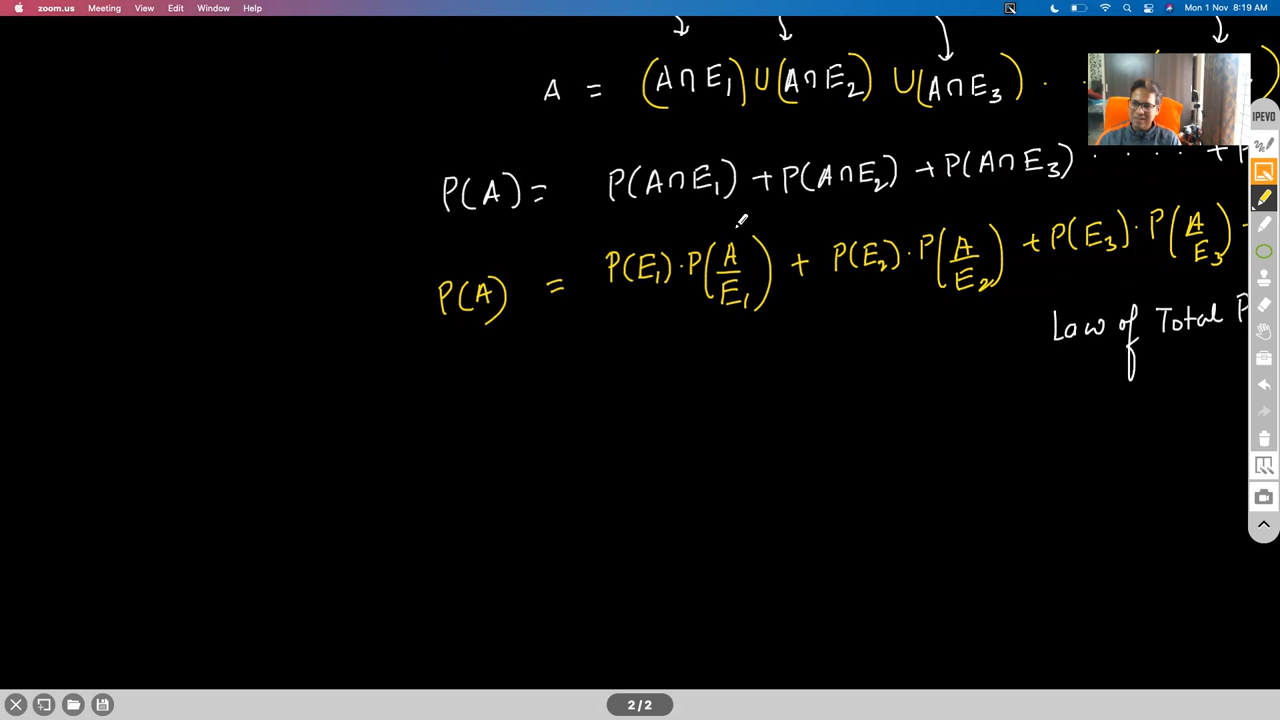 zoom.us Meeting View Edit Window Help Mon 1 Nov 8:19 AM
A = (A∩E₁) ∪ (A∩E₂) ∪ (A∩E₃) . .
IPEVO
P(A) = P(A∩E₁) + P(A∩E₂) + P(A∩E₃) . . . . +
P(A) = P(E₁)·P(A/E₁) + P(E₂)·P(A/E₂) + P(E₃)·P(A/E₃)
Law of Total P
2/2